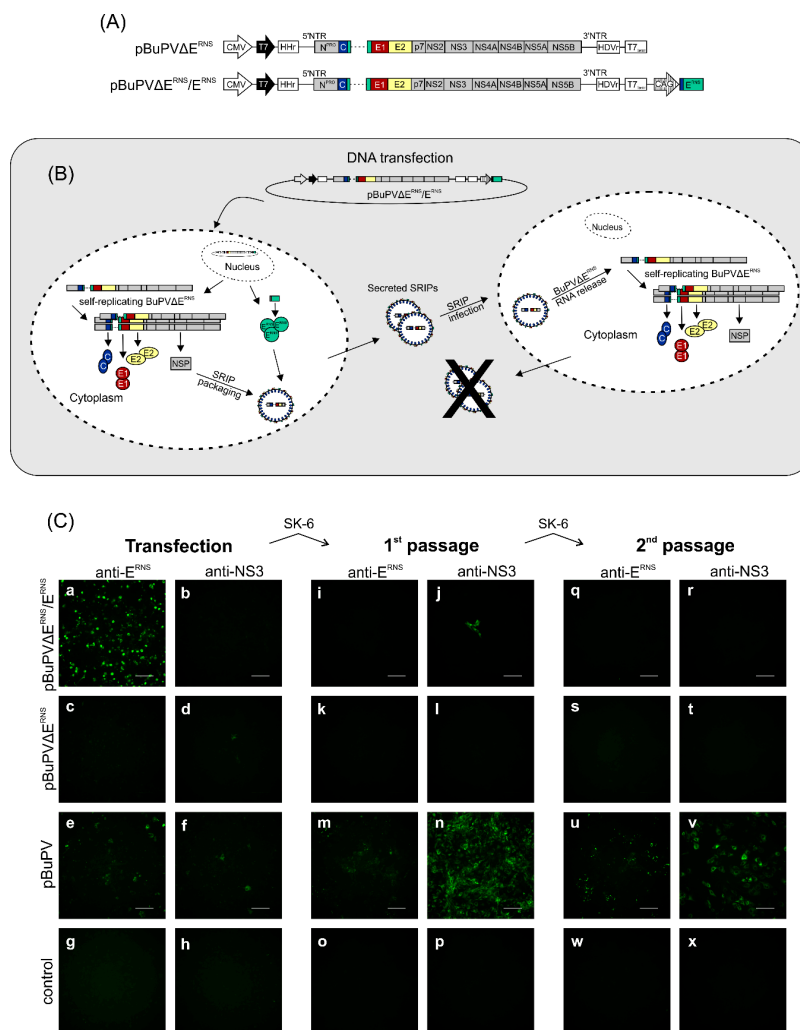 (A)
pBuPVΔE^RNS
CMV T7 HHr 5'NTR N^PRO C E1 E2 p7 NS2 NS3 NS4A NS4B NS5A NS5B 3'NTR HDVr T7
pBuPVΔE^RNS/E^RNS
CMV T7 HHr 5'NTR N^PRO C E1 E2 p7 NS2 NS3 NS4A NS4B NS5A NS5B 3'NTR HDVr T7 CAG E^RNS
(B)
DNA transfection
pBuPVΔE^RNS/E^RNS
Nucleus
self-replicating BuPVΔE^RNS
C
C
E1
E1
E2
E2
NSP
E^RNS
Cytoplasm
SRIP
packaging
Secreted SRIPs
SRIP
infection
Nucleus
BuPVΔE^RNS
RNA release
self-replicating BuPVΔE^RNS
Cytoplasm
C
C
E1
E1
E2
E2
NSP
(C)
SK-6 SK-6
Transfection 1st passage 2nd passage
anti-E^RNS anti-NS3 anti-E^RNS anti-NS3 anti-E^RNS anti-NS3
pBuPVΔE^RNS/E^RNS
a b i j q r
pBuPVΔE^RNS
c d k l s t
pBuPV
e f m n u v
control
g h o p w x